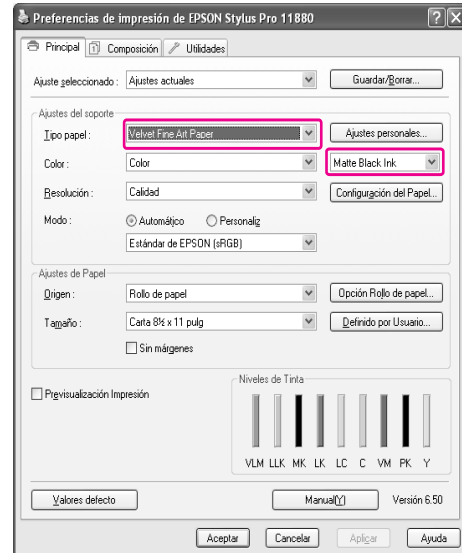 Preferencias de impresión de EPSON Stylus Pro 11880
Principal Composición Utilidades
Ajuste seleccionado : Ajustes actuales Guardar/Borrar...
Ajustes del soporte
Tipo papel : Velvet Fine Art Paper Ajustes personales...
Color : Color Matte Black Ink
Resolución : Calidad Configuración del Papel...
Modo : Automático Personaliz
Estándar de EPSON (sRGB)
Ajustes de Papel
Origen : Rollo de papel Opción Rollo de papel...
Tamaño : Carta 8½ x 11 pulg Definido por Usuario...
Sin márgenes
Previsualización Impresión
Niveles de Tinta
VLM LLK MK LK LC C VM PK Y
Valores defecto Manual(Y) Versión 6.50
Aceptar Cancelar Aplicar Ayuda